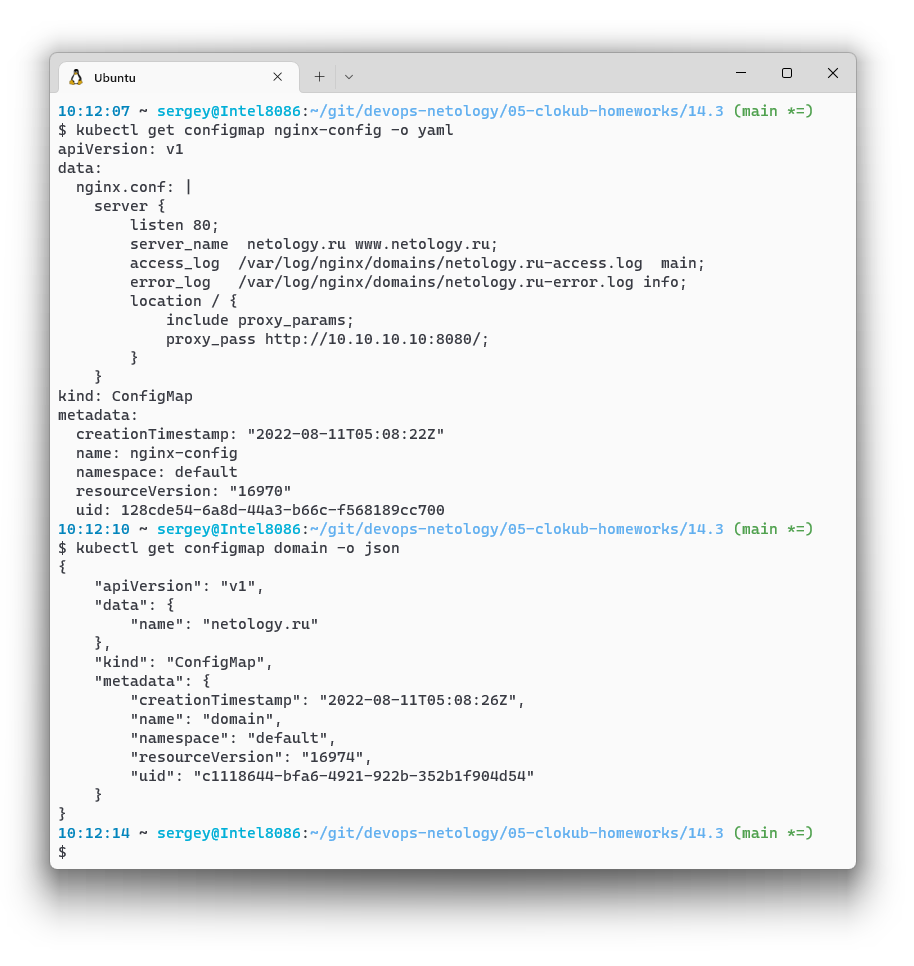 Ubuntu
10:12:07 ~ sergey@Intel8086:~/git/devops-netology/05-clokub-homeworks/14.3 (main *=)
$ kubectl get configmap nginx-config -o yaml
apiVersion: v1
data:
  nginx.conf: |
    server {
        listen 80;
        server_name  netology.ru www.netology.ru;
        access_log  /var/log/nginx/domains/netology.ru-access.log  main;
        error_log   /var/log/nginx/domains/netology.ru-error.log info;
        location / {
            include proxy_params;
            proxy_pass http://10.10.10.10:8080/;
        }
    }
kind: ConfigMap
metadata:
  creationTimestamp: "2022-08-11T05:08:22Z"
  name: nginx-config
  namespace: default
  resourceVersion: "16970"
  uid: 128cde54-6a8d-44a3-b66c-f568189cc700
10:12:10 ~ sergey@Intel8086:~/git/devops-netology/05-clokub-homeworks/14.3 (main *=)
$ kubectl get configmap domain -o json
{
    "apiVersion": "v1",
    "data": {
        "name": "netology.ru"
    },
    "kind": "ConfigMap",
    "metadata": {
        "creationTimestamp": "2022-08-11T05:08:26Z",
        "name": "domain",
        "namespace": "default",
        "resourceVersion": "16974",
        "uid": "c1118644-bfa6-4921-922b-352b1f904d54"
    }
}
10:12:14 ~ sergey@Intel8086:~/git/devops-netology/05-clokub-homeworks/14.3 (main *=)
$